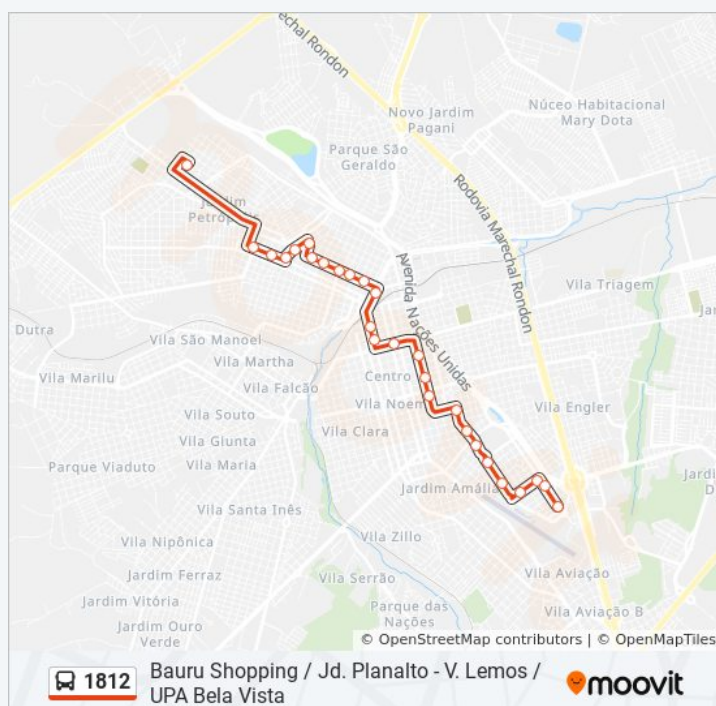 Marechal Rondon
Núceo Habitacional
Mary Dota
Novo Jardim
Pagani
Parque São
Geraldo
Rodovia Marechal Rondon
Jardim
Avenida Nações Unidas
Vila Triagem
Jar
Dutra
Vila São Manoel
Vila Martha
Vila Marilu
Centro
Vila Falcão
Vila Noem
Vila Engler
Vila Souto
Vila Clara
Vila Giunta
Parque Viaduto
Vila Maria
Jardim Amália
Jardi
D
Vila Santa Inês
Vila Zillo
Vila Nipônica
Vila Aviação
Jardim Ferraz
Vila Serrão
Jardim Vitória
Parque das
Nações
Vila Aviação B
Jardim Ouro
Verde
© OpenStreetMap contributors | © OpenMapTiles
1812
Bauru Shopping / Jd. Planalto - V. Lemos /
UPA Bela Vista
moovit